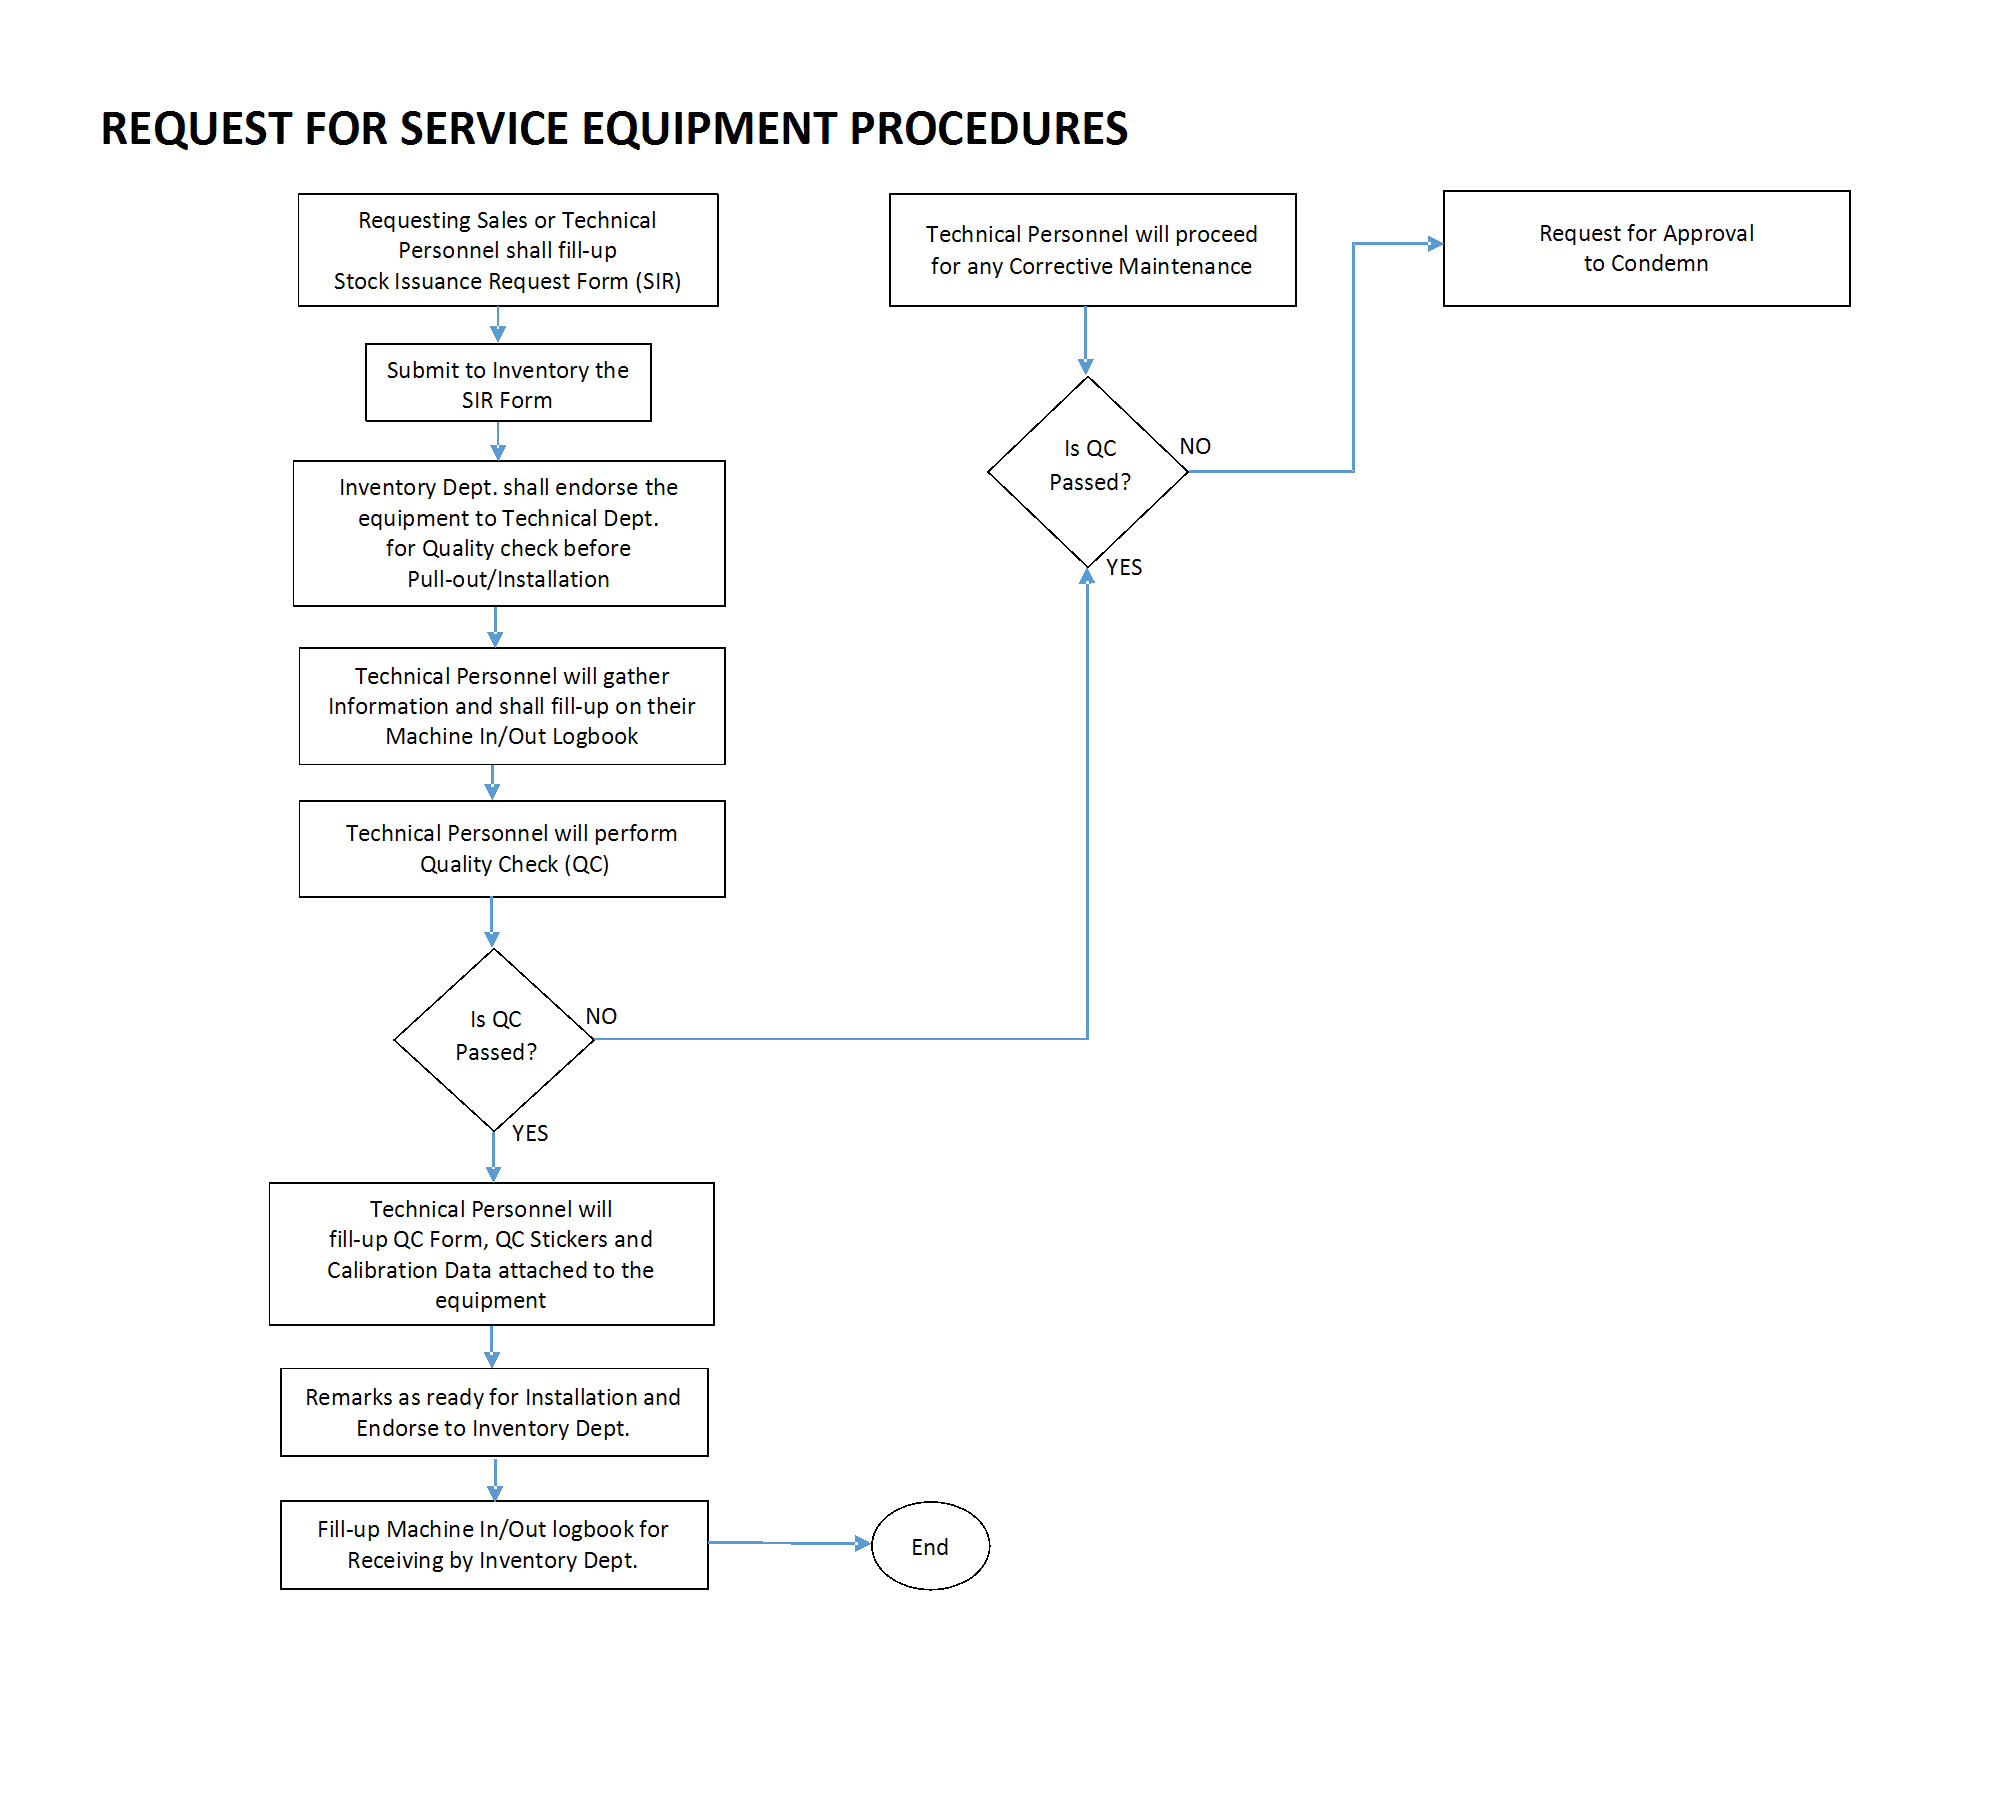 REQUEST FOR SERVICE EQUIPMENT PROCEDURES
Requesting Sales or Technical
Personnel shall fill-up
Stock Issuance Request Form (SIR)
Submit to Inventory the
SIR Form
Inventory Dept. shall endorse the
equipment to Technical Dept.
for Quality check before
Pull-out/Installation
Technical Personnel will gather
Information and shall fill-up on their
Machine In/Out Logbook
Technical Personnel will perform
Quality Check (QC)
Is QC
Passed?
NO
YES
Technical Personnel will
fill-up QC Form, QC Stickers and
Calibration Data attached to the
equipment
Remarks as ready for Installation and
Endorse to Inventory Dept.
Fill-up Machine In/Out logbook for
Receiving by Inventory Dept.
End
Technical Personnel will proceed
for any Corrective Maintenance
Is QC
Passed?
NO
YES
Request for Approval
to Condemn